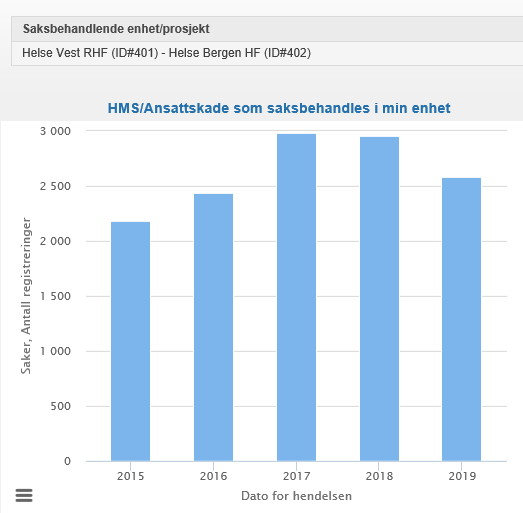 Saksbehandlende enhet/prosjekt
Helse Vest RHF (ID#401) - Helse Bergen HF (ID#402)
HMS/Ansattskade som saksbehandles i min enhet
3 000
2 500
2 000
1 500
1 000
500
0
Saker, Antall registreringer
2015 2016 2017 2018 2019
Dato for hendelsen